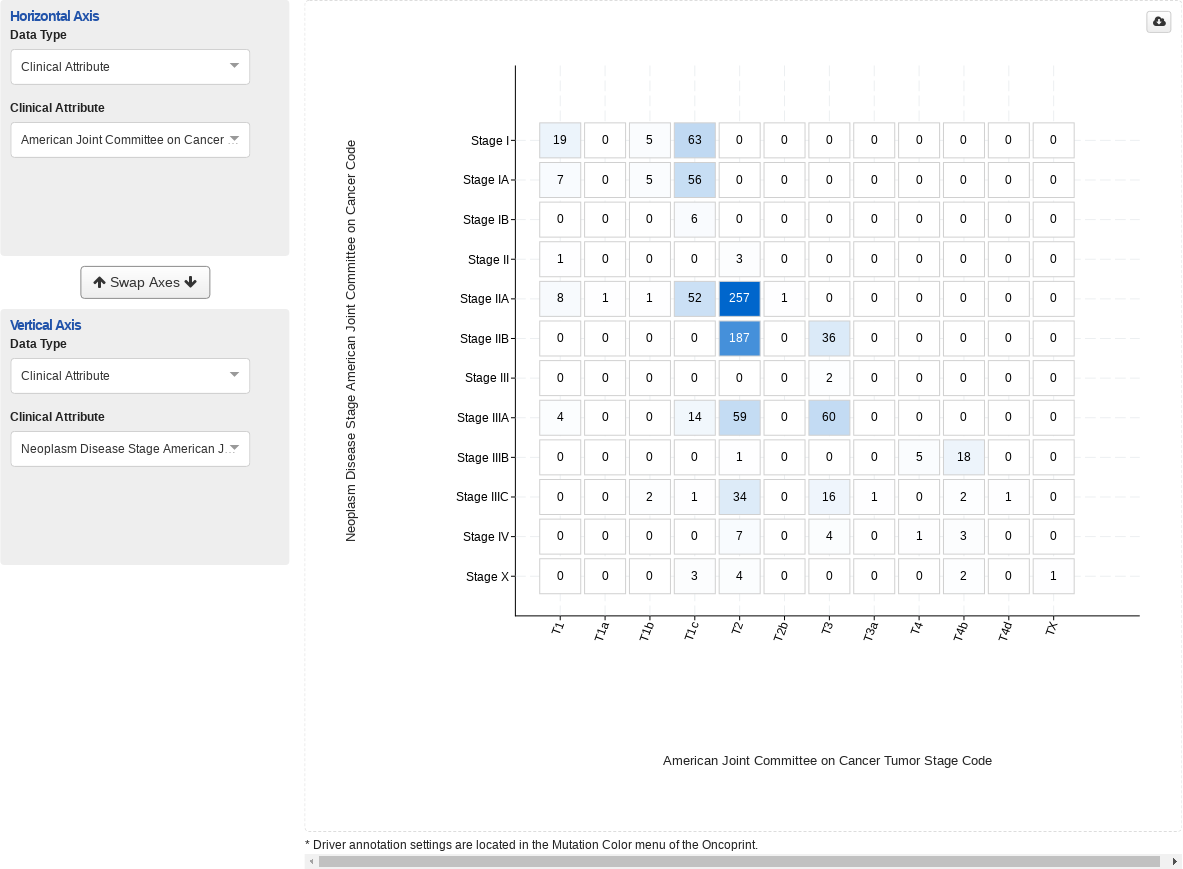 Horizontal Axis
Data Type
Clinical Attribute
Clinical Attribute
American Joint Committee on Cancer ...
Swap Axes
Vertical Axis
Data Type
Clinical Attribute
Clinical Attribute
Neoplasm Disease Stage American J...
Neoplasm Disease Stage American Joint Committee on Cancer Code
Stage I 19 0 5 63 0 0 0 0 0 0 0 0
Stage IA 7 0 5 56 0 0 0 0 0 0 0 0
Stage IB 0 0 0 6 0 0 0 0 0 0 0 0
Stage II 1 0 0 0 3 0 0 0 0 0 0 0
Stage IIA 8 1 1 52 257 1 0 0 0 0 0 0
Stage IIB 0 0 0 0 187 0 36 0 0 0 0 0
Stage III 0 0 0 0 0 0 2 0 0 0 0 0
Stage IIIA 4 0 0 14 59 0 60 0 0 0 0 0
Stage IIIB 0 0 0 0 1 0 0 0 5 18 0 0
Stage IIIC 0 0 2 1 34 0 16 1 0 2 1 0
Stage IV 0 0 0 0 7 0 4 0 1 3 0 0
Stage X 0 0 0 3 4 0 0 0 0 2 0 1
T1 T1a T1b T1c T2 T2b T3 T3a T4 T4b T4d TX
American Joint Committee on Cancer Tumor Stage Code
* Driver annotation settings are located in the Mutation Color menu of the Oncoprint.